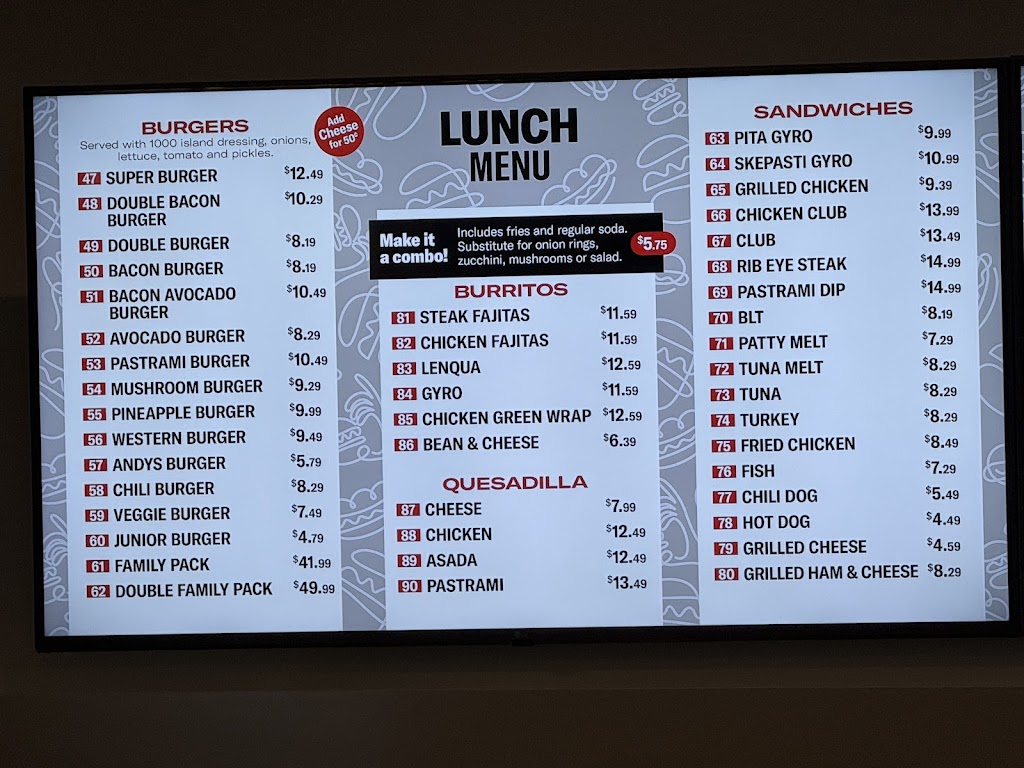 BURGERS
Served with 1000 island dressing, onions,
lettuce, tomato and pickles.
Add
Cheese
for 50¢
47 SUPER BURGER $12.49
48 DOUBLE BACON $10.29
BURGER
49 DOUBLE BURGER $8.19
50 BACON BURGER $8.19
51 BACON AVOCADO $10.49
BURGER
52 AVOCADO BURGER $8.29
53 PASTRAMI BURGER $10.49
54 MUSHROOM BURGER $9.29
55 PINEAPPLE BURGER $9.99
56 WESTERN BURGER $9.49
57 ANDYS BURGER $5.79
58 CHILI BURGER $8.29
59 VEGGIE BURGER $7.49
60 JUNIOR BURGER $4.79
61 FAMILY PACK $41.99
62 DOUBLE FAMILY PACK $49.99
LUNCH
MENU
Make it
a combo!
Includes fries and regular soda.
Substitute for onion rings,
zucchini, mushrooms or salad.
$5.75
BURRITOS
81 STEAK FAJITAS $11.59
82 CHICKEN FAJITAS $11.59
83 LENQUA $12.59
84 GYRO $11.59
85 CHICKEN GREEN WRAP $12.59
86 BEAN & CHEESE $6.39
QUESADILLA
87 CHEESE $7.99
88 CHICKEN $12.49
89 ASADA $12.49
90 PASTRAMI $13.49
SANDWICHES
63 PITA GYRO $9.99
64 SKEPASTI GYRO $10.99
65 GRILLED CHICKEN $9.39
66 CHICKEN CLUB $13.99
67 CLUB $13.49
68 RIB EYE STEAK $14.99
69 PASTRAMI DIP $14.99
70 BLT $8.19
71 PATTY MELT $7.29
72 TUNA MELT $8.29
73 TUNA $8.29
74 TURKEY $8.29
75 FRIED CHICKEN $8.49
76 FISH $7.29
77 CHILI DOG $5.49
78 HOT DOG $4.49
79 GRILLED CHEESE $4.59
80 GRILLED HAM & CHEESE $8.29